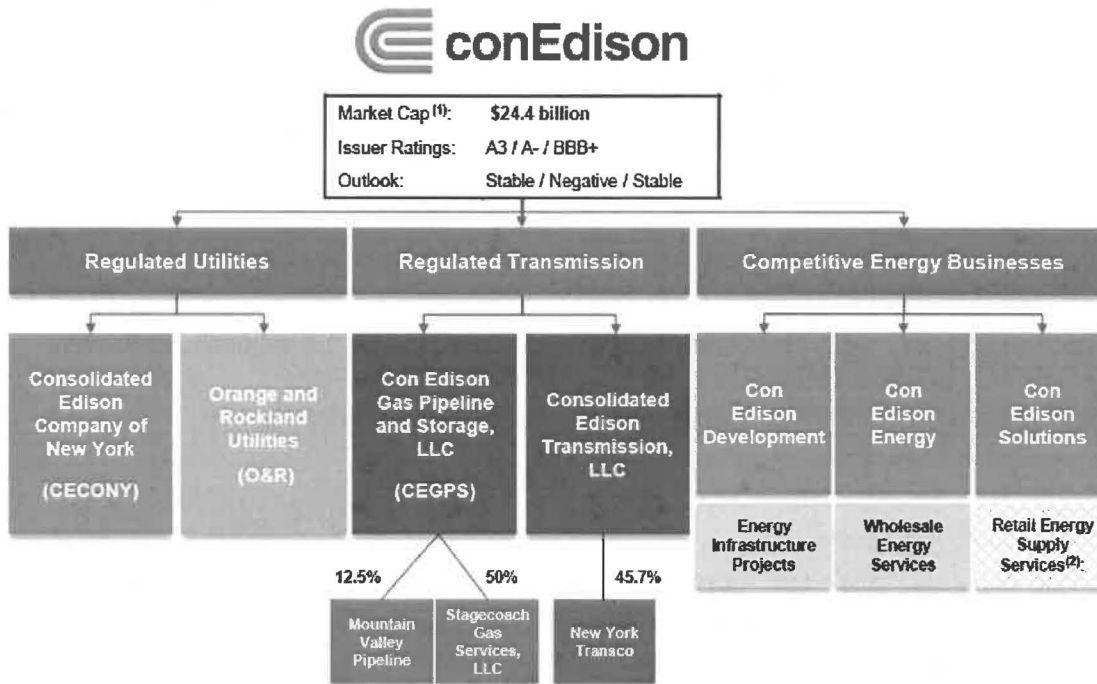 conEdison
Market Cap(1): $24.4 billion
Issuer Ratings: A3 / A- / BBB+
Outlook: Stable / Negative / Stable
Regulated Utilities
Regulated Transmission
Competitive Energy Businesses
Consolidated
Edison
Company of
New York
(CECONY)
Orange and
Rockland
Utilities
(O&R)
Con Edison
Gas Pipeline
and Storage,
LLC
(CEGPS)
Consolidated
Edison
Transmission,
LLC
Con
Edison
Development
Con
Edison
Energy
Con
Edison
Solutions
Energy
Infrastructure
Projects
Wholesale
Energy
Services
Retail Energy
Supply
Services(2):
12.5%
50%
45.7%
Mountain
Valley
Pipeline
Stagecoach
Gas
Services,
LLC
New York
Transco